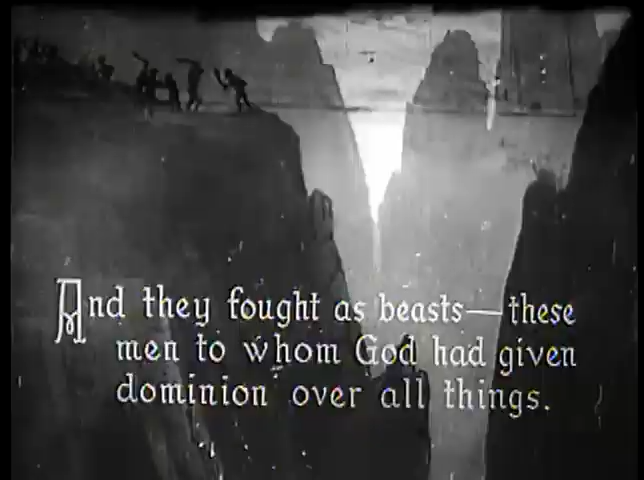 And they fought as beasts—these
men to whom God had given
dominion over all things.